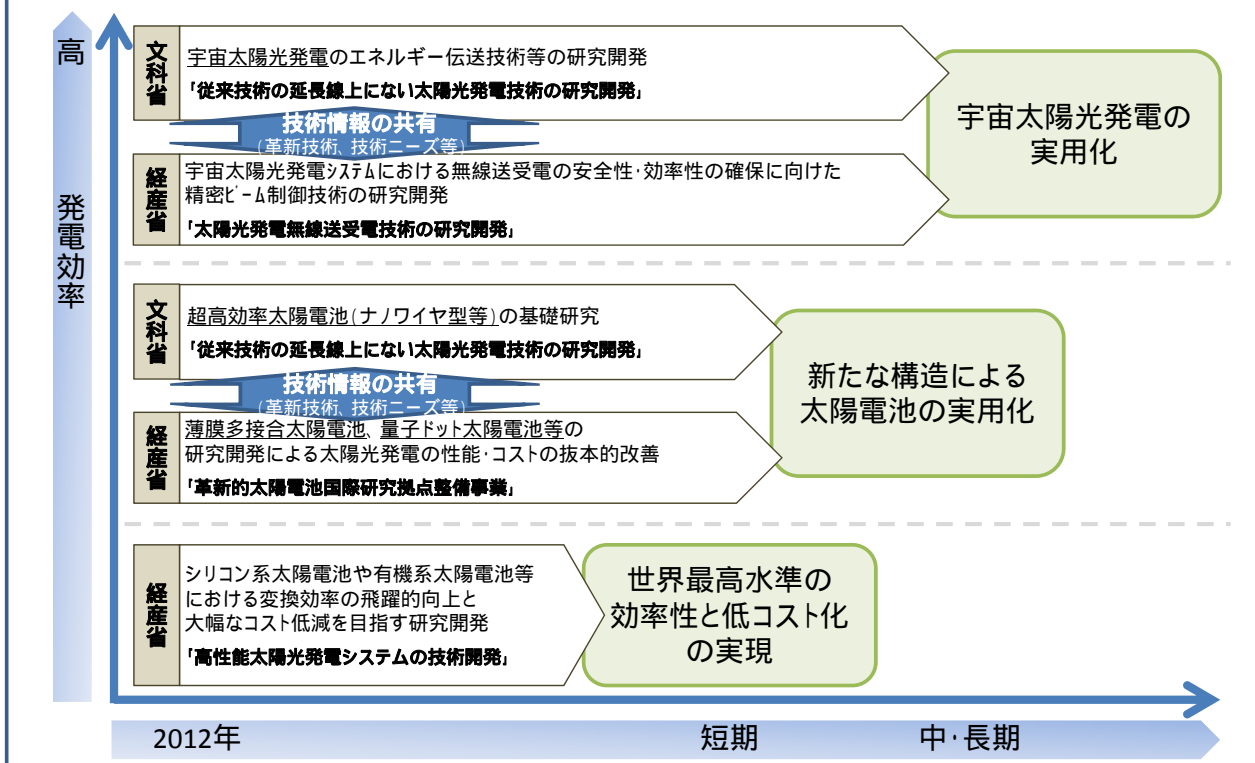 高
発電効率
文科省
宇宙太陽光発電のエネルギー伝送技術等の研究開発
「従来技術の延長線上にない太陽光発電技術の研究開発」
技術情報の共有
(革新技術、技術ニーズ等)
経産省
宇宙太陽光発電システムにおける無線送受電の安全性・効率性の確保に向けた
精密ビーム制御技術の研究開発
「太陽光発電無線送受電技術の研究開発」
宇宙太陽光発電の
実用化
文科省
超高効率太陽電池(ナノワイヤ型等)の基礎研究
「従来技術の延長線上にない太陽光発電技術の研究開発」
技術情報の共有
(革新技術、技術ニーズ等)
経産省
薄膜多接合太陽電池、量子ドット太陽電池等の
研究開発による太陽光発電の性能・コストの抜本的改善
「革新的太陽電池国際研究拠点整備事業」
新たな構造による
太陽電池の実用化
経産省
シリコン系太陽電池や有機系太陽電池等
における変換効率の飛躍的向上と
大幅なコスト低減を目指す研究開発
「高性能太陽光発電システムの技術開発」
世界最高水準の
効率性と低コスト化
の実現
2012年
短期
中・長期